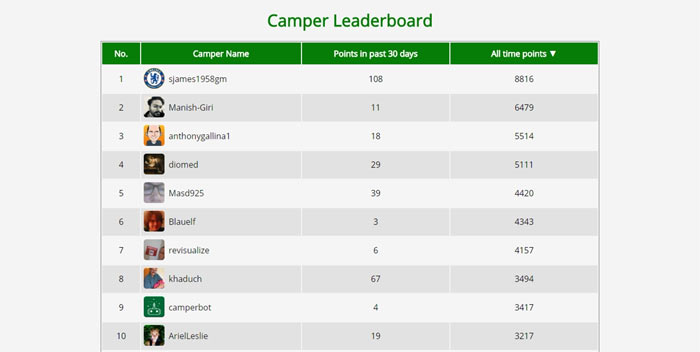 Camper Leaderboard
No. Camper Name Points in past 30 days All time points ▼
1 sjames1958gm 108 8816
2 Manish-Giri 11 6479
3 anthonygallina1 18 5514
4 diomed 29 5111
5 Masd925 39 4420
6 Blauelf 3 4343
7 revisualize 6 4157
8 khaduch 67 3494
9 camperbot 4 3417
10 ArielLeslie 19 3217